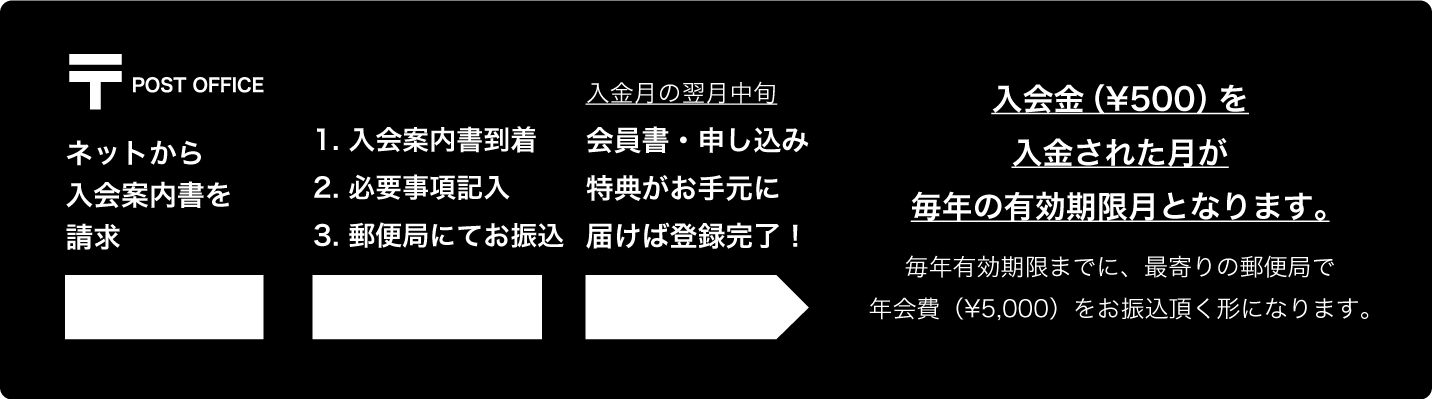 〒 POST OFFICE
ネットから
入会案内書を
請求
1. 入会案内書到着
2. 必要事項記入
3. 郵便局にてお振込
入金月の翌月中旬
会員書・申し込み
特典がお手元に
届けば登録完了！
入会金（¥500）を
入金された月が
毎年の有効期限月となります。
毎年有効期限までに、最寄りの郵便局で
年会費（¥5,000）をお振込頂く形になります。